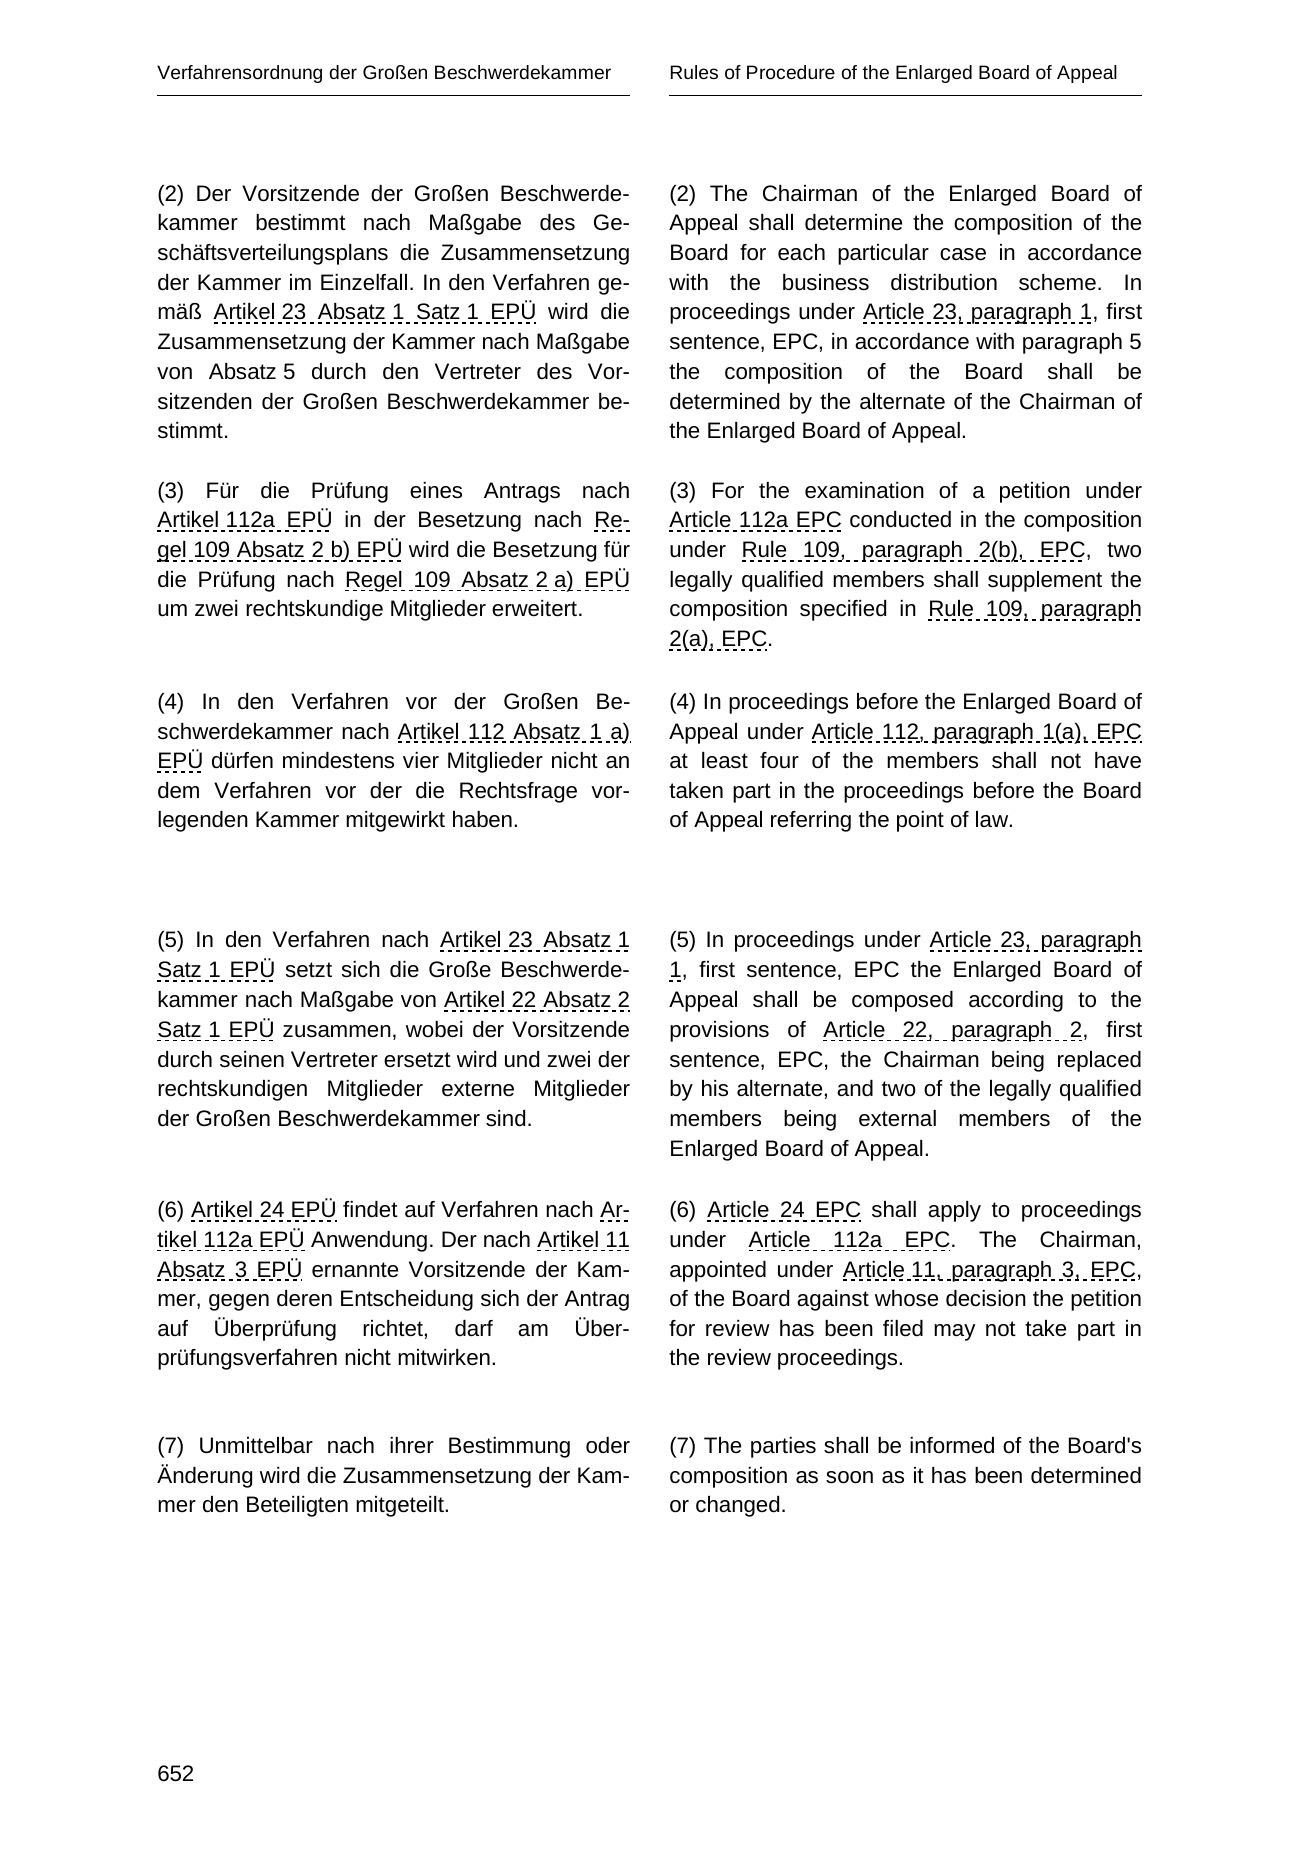 Verfahrensordnung der Großen Beschwerdekammer
(2) Der Vorsitzende der Großen Beschwerde-
kammer bestimmt nach Maßgabe des Ge-
schäftsverteilungsplans die Zusammensetzung
der Kammer im Einzelfall. In den Verfahren ge-
mäß Artikel 23 Absatz 1 Satz 1 EPÜ wird die
Zusammensetzung der Kammer nach Maßgabe
von Absatz 5 durch den Vertreter des Vor-
sitzenden der Großen Beschwerdekammer be-
stimmt.
(3) Für die Prüfung eines Antrags nach
Artikel 112a EPÜ in der Besetzung nach Re-
gel 109 Absatz 2 b) EPÜ wird die Besetzung für
die Prüfung nach Regel 109 Absatz 2 a) EPÜ
um zwei rechtskundige Mitglieder erweitert.
(4) In den Verfahren vor der Großen Be-
schwerdekammer nach Artikel 112 Absatz 1 a)
EPÜ dürfen mindestens vier Mitglieder nicht an
dem Verfahren vor der die Rechtsfrage vor-
legenden Kammer mitgewirkt haben.
(5) In den Verfahren nach Artikel 23 Absatz 1
Satz 1 EPÜ setzt sich die Große Beschwerde-
kammer nach Maßgabe von Artikel 22 Absatz 2
Satz 1 EPÜ zusammen, wobei der Vorsitzende
durch seinen Vertreter ersetzt wird und zwei der
rechtskundigen Mitglieder externe Mitglieder
der Großen Beschwerdekammer sind.
(6) Artikel 24 EPÜ findet auf Verfahren nach Ar-
tikel 112a EPÜ Anwendung. Der nach Artikel 11
Absatz 3 EPÜ ernannte Vorsitzende der Kam-
mer, gegen deren Entscheidung sich der Antrag
auf Überprüfung richtet, darf am Über-
prüfungsverfahren nicht mitwirken.
(7) Unmittelbar nach ihrer Bestimmung oder
Änderung wird die Zusammensetzung der Kam-
mer den Beteiligten mitgeteilt.
Rules of Procedure of the Enlarged Board of Appeal
(2) The Chairman of the Enlarged Board of
Appeal shall determine the composition of the
Board for each particular case in accordance
with the business distribution scheme. In
proceedings under Article 23, paragraph 1, first
sentence, EPC, in accordance with paragraph 5
the composition of the Board shall be
determined by the alternate of the Chairman of
the Enlarged Board of Appeal.
(3) For the examination of a petition under
Article 112a EPC conducted in the composition
under Rule 109, paragraph 2(b), EPC, two
legally qualified members shall supplement the
composition specified in Rule 109, paragraph
2(a), EPC.
(4) In proceedings before the Enlarged Board of
Appeal under Article 112, paragraph 1(a), EPC
at least four of the members shall not have
taken part in the proceedings before the Board
of Appeal referring the point of law.
(5) In proceedings under Article 23, paragraph
1, first sentence, EPC the Enlarged Board of
Appeal shall be composed according to the
provisions of Article 22, paragraph 2, first
sentence, EPC, the Chairman being replaced
by his alternate, and two of the legally qualified
members being external members of the
Enlarged Board of Appeal.
(6) Article 24 EPC shall apply to proceedings
under Article 112a EPC. The Chairman,
appointed under Article 11, paragraph 3, EPC,
of the Board against whose decision the petition
for review has been filed may not take part in
the review proceedings.
(7) The parties shall be informed of the Board's
composition as soon as it has been determined
or changed.
652